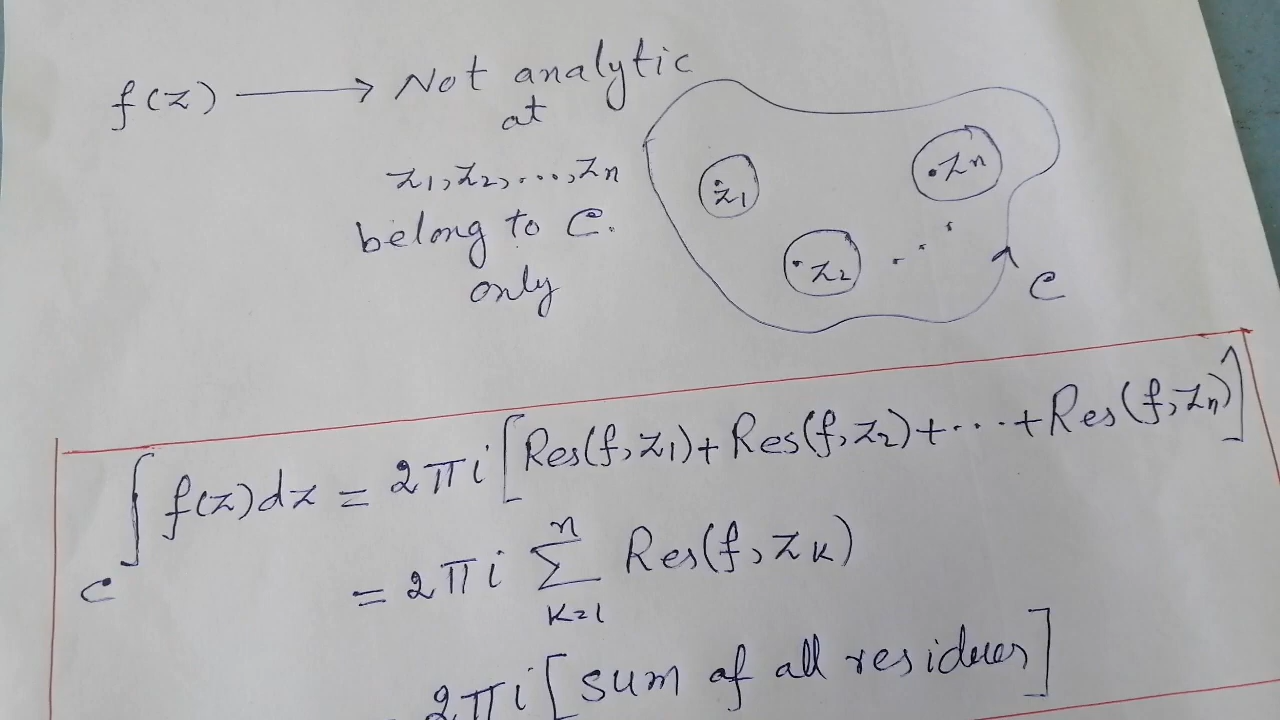 f(z) ⟶ Not analytic
at
z1, z2, ..., zn
belong to C.
only
z1
z2
zn
C
∫C f(z)dz = 2πi [Res(f, z1) + Res(f, z2) + ... + Res(f, zn)]
= 2πi Σ k=1 n Res(f, zk)
= 2πi [sum of all residues]